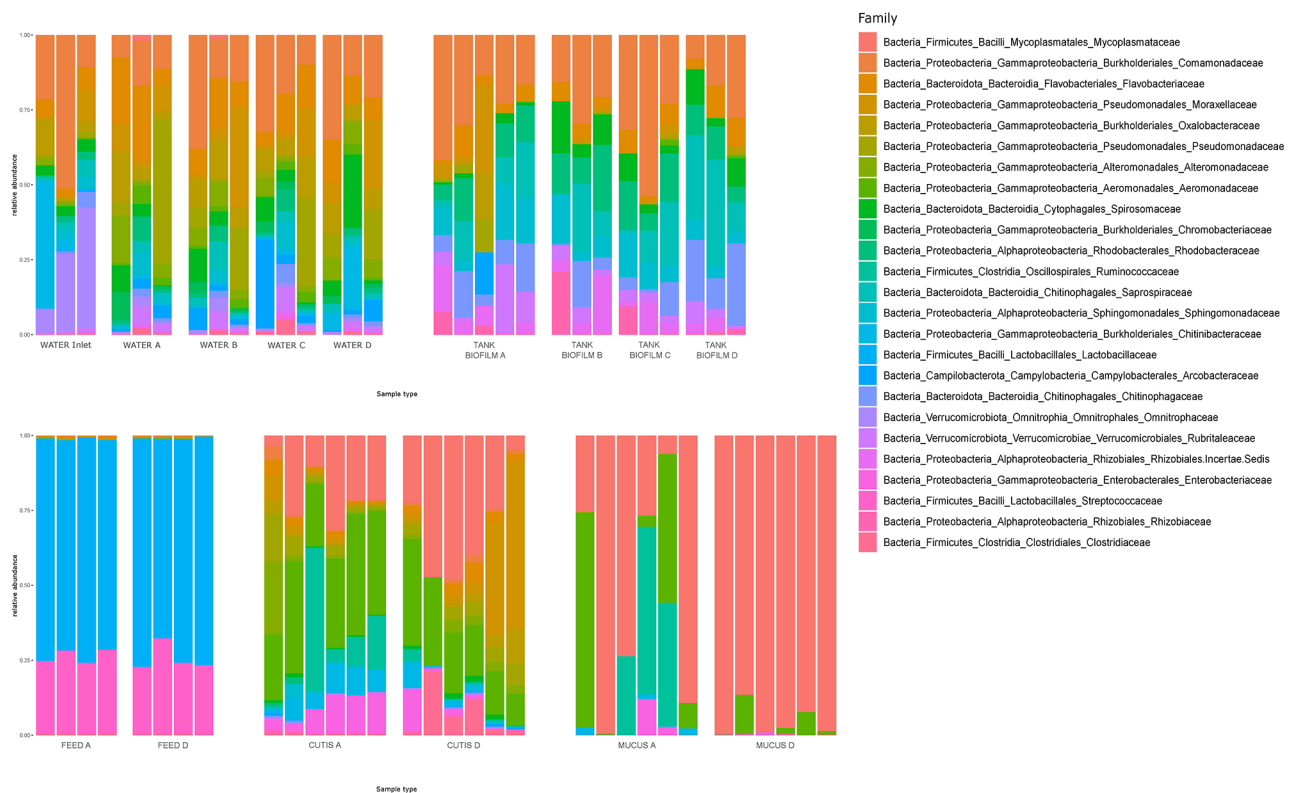 Family
Bacteria_Firmicutes_Bacilli_Mycoplasmatales_Mycoplasmataceae
Bacteria_Proteobacteria_Gammaproteobacteria_Burkholderiales_Comamonadaceae
Bacteria_Bacteroidota_Bacteroidia_Flavobacteriales_Flavobacteriaceae
Bacteria_Proteobacteria_Gammaproteobacteria_Pseudomonadales_Moraxellaceae
Bacteria_Proteobacteria_Gammaproteobacteria_Burkholderiales_Oxalobacteraceae
Bacteria_Proteobacteria_Gammaproteobacteria_Pseudomonadales_Pseudomonadaceae
Bacteria_Proteobacteria_Gammaproteobacteria_Alteromonadales_Alteromonadaceae
Bacteria_Proteobacteria_Gammaproteobacteria_Aeromonadales_Aeromonadaceae
Bacteria_Bacteroidota_Bacteroidia_Cytophagales_Spirosomaceae
Bacteria_Proteobacteria_Gammaproteobacteria_Burkholderiales_Chromobacteriaceae
Bacteria_Proteobacteria_Alphaproteobacteria_Rhodobacterales_Rhodobacteraceae
Bacteria_Firmicutes_Clostridia_Oscillospirales_Ruminococcaceae
Bacteria_Bacteroidota_Bacteroidia_Chitinophagales_Saprospiraceae
Bacteria_Proteobacteria_Alphaproteobacteria_Sphingomonadales_Sphingomonadaceae
Bacteria_Proteobacteria_Gammaproteobacteria_Burkholderiales_Chitinibacteraceae
Bacteria_Firmicutes_Bacilli_Lactobacillales_Lactobacillaceae
Bacteria_Campilobacterota_Campylobacteria_Campylobacterales_Arcobacteraceae
Bacteria_Bacteroidota_Bacteroidia_Chitinophagales_Chitinophagaceae
Bacteria_Verrucomicrobiota_Omnitrophia_Omnitrophales_Omnitrophaceae
Bacteria_Verrucomicrobiota_Verrucomicrobiae_Verrucomicrobiales_Rubritaleaceae
Bacteria_Proteobacteria_Alphaproteobacteria_Rhizobiales_Rhizobiales.Incertae.Sedis
Bacteria_Proteobacteria_Gammaproteobacteria_Enterobacterales_Enterobacteriaceae
Bacteria_Firmicutes_Bacilli_Lactobacillales_Streptococcaceae
Bacteria_Proteobacteria_Alphaproteobacteria_Rhizobiales_Rhizobiaceae
Bacteria_Firmicutes_Clostridia_Clostridiales_Clostridiaceae
relative abundance
1.00
0.75
0.50
0.25
0.00
WATER Inlet
WATER A
WATER B
WATER C
WATER D
TANK
BIOFILM A
TANK
BIOFILM B
TANK
BIOFILM C
TANK
BIOFILM D
Sample type
relative abundance
1.00
0.75
0.50
0.25
0.00
FEED A
FEED D
CUTIS A
CUTIS D
MUCUS A
MUCUS D
Sample type